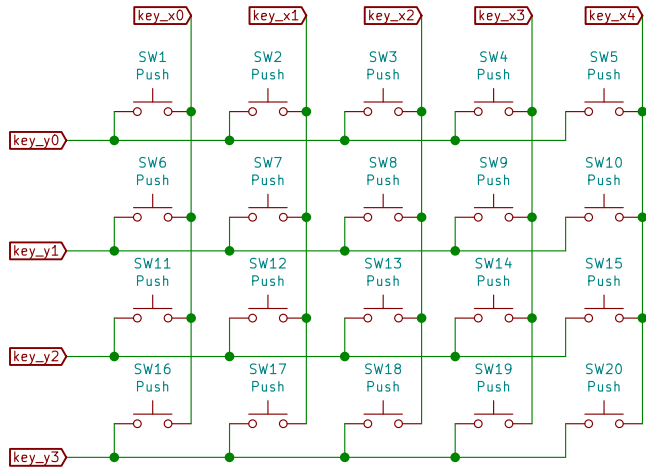 key_x0 key_x1 key_x2 key_x3 key_x4
SW1 SW2 SW3 SW4 SW5
Push Push Push Push Push
key_y0
SW6 SW7 SW8 SW9 SW10
Push Push Push Push Push
key_y1
SW11 SW12 SW13 SW14 SW15
Push Push Push Push Push
key_y2
SW16 SW17 SW18 SW19 SW20
Push Push Push Push Push
key_y3